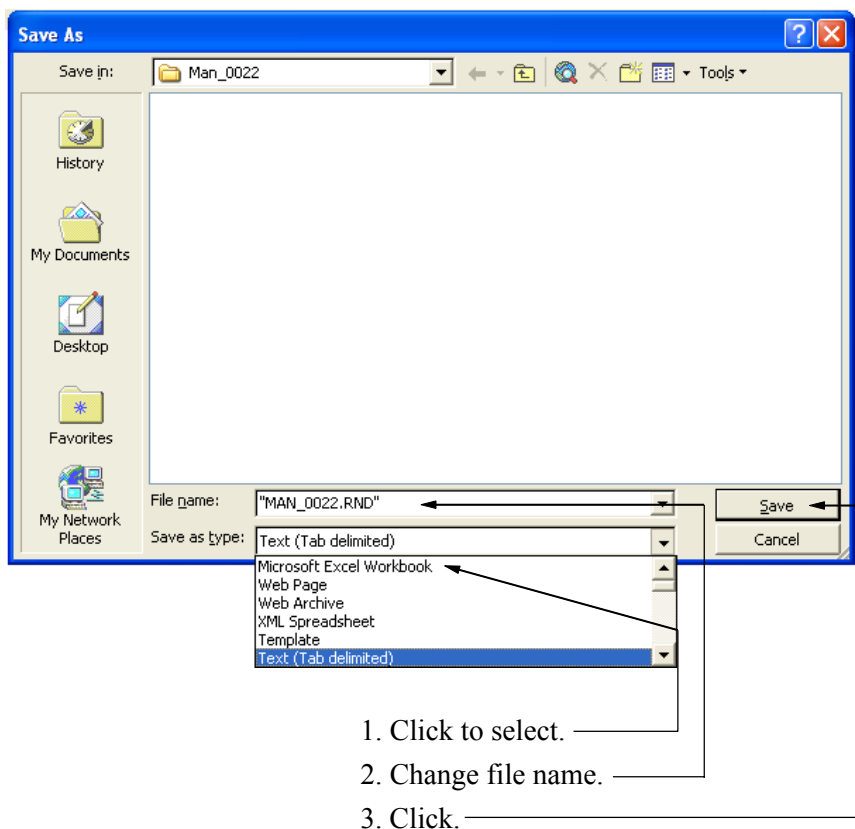 Save As
Save in:
Man_0022
Tools
History
My Documents
Desktop
Favorites
My Network
Places
File name:
"MAN_0022.RND"
Save
Save as type:
Text (Tab delimited)
Cancel
Microsoft Excel Workbook
Web Page
Web Archive
XML Spreadsheet
Template
Text (Tab delimited)
1. Click to select.
2. Change file name.
3. Click.